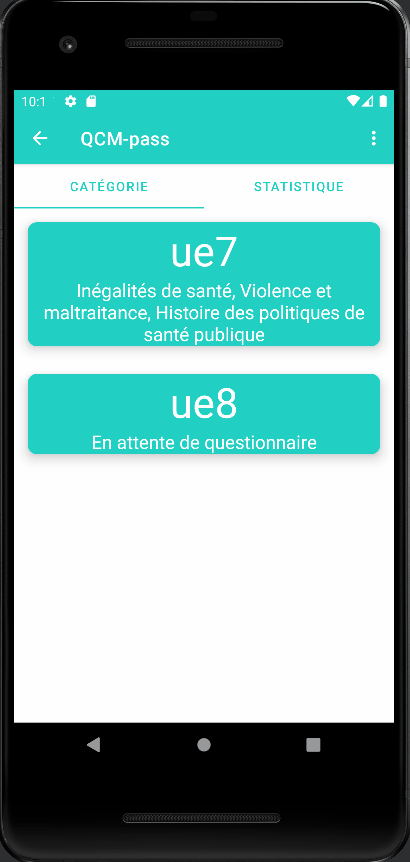 10:1
QCM-pass
CATÉGORIE STATISTIQUE
ue7
Inégalités de santé, Violence et
maltraitance, Histoire des politiques de
santé publique
ue8
En attente de questionnaire